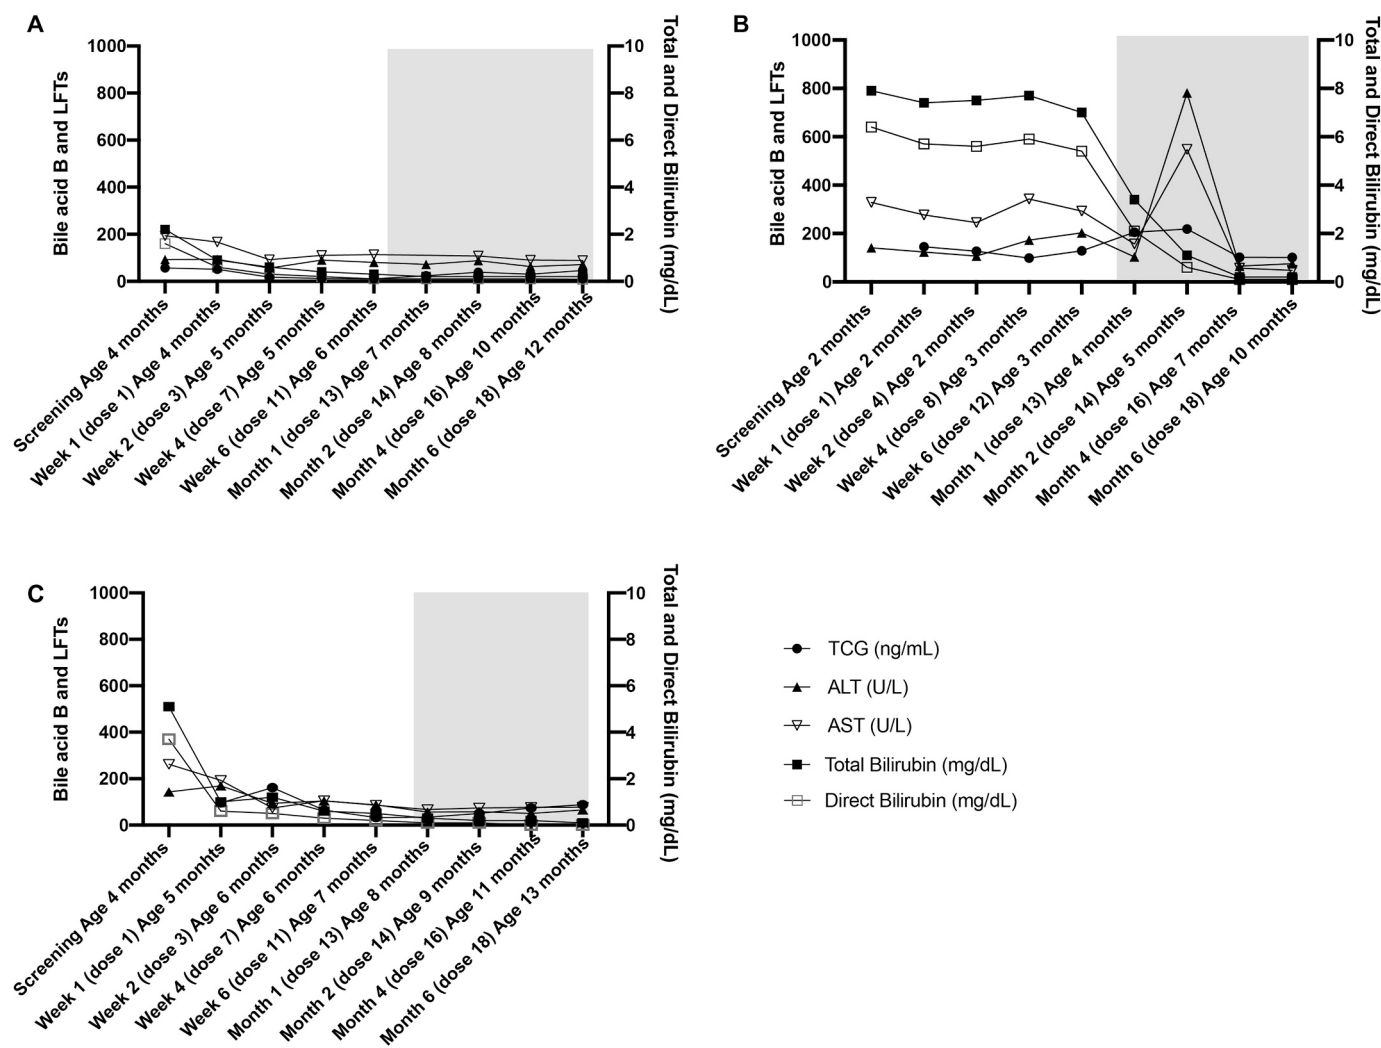 A
Bile acid B and LFTs
1000
800
600
400
200
0
10
8
6
4
2
0
Total and Direct Bilirubin (mg/dL)
Screening Age 4 months
Week 1 (dose 1) Age 4 months
Week 2 (dose 3) Age 5 months
Week 4 (dose 7) Age 5 months
Week 6 (dose 11) Age 6 months
Month 1 (dose 13) Age 7 months
Month 2 (dose 14) Age 8 months
Month 4 (dose 16) Age 10 months
Month 6 (dose 18) Age 12 months
B
Bile acid B and LFTs
1000
800
600
400
200
0
10
8
6
4
2
0
Total and Direct Bilirubin (mg/dL)
Screening Age 2 months
Week 1 (dose 1) Age 2 months
Week 2 (dose 4) Age 2 months
Week 4 (dose 8) Age 3 months
Week 6 (dose 12) Age 3 months
Month 1 (dose 13) Age 4 months
Month 2 (dose 14) Age 5 months
Month 4 (dose 16) Age 7 months
Month 6 (dose 18) Age 10 months
C
Bile acid B and LFTs
1000
800
600
400
200
0
10
8
6
4
2
0
Total and Direct Bilirubin (mg/dL)
Screening Age 4 months
Week 1 (dose 1) Age 5 monhts
Week 2 (dose 3) Age 6 months
Week 4 (dose 7) Age 6 months
Week 6 (dose 11) Age 7 months
Month 1 (dose 13) Age 8 months
Month 2 (dose 14) Age 9 months
Month 4 (dose 16) Age 11 months
Month 6 (dose 18) Age 13 months
TCG (ng/mL)
ALT (U/L)
AST (U/L)
Total Bilirubin (mg/dL)
Direct Bilirubin (mg/dL)